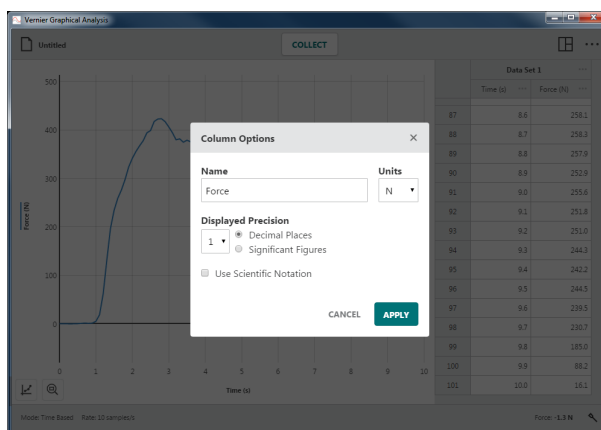 Vernier Graphical Analysis
Untitled
COLLECT
500
400
300
200
100
0
Force (N)
0 1 2 3 4 5 6 7 8 9 10
Time (s)
Data Set 1
Time (s) Force (N)
87 8.6 258.1
88 8.7 258.3
89 8.8 257.9
90 8.9 252.9
91 9.0 255.6
92 9.1 251.8
93 9.2 251.0
94 9.3 244.3
95 9.4 242.2
96 9.5 244.5
97 9.6 239.5
98 9.7 230.7
99 9.8 185.0
100 9.9 88.2
101 10.0 16.1
Column Options
Name Units
Force N
Displayed Precision
1 Decimal Places
Significant Figures
Use Scientific Notation
CANCEL APPLY
Mode: Time Based Rate: 10 samples/s
Force: -1.3 N